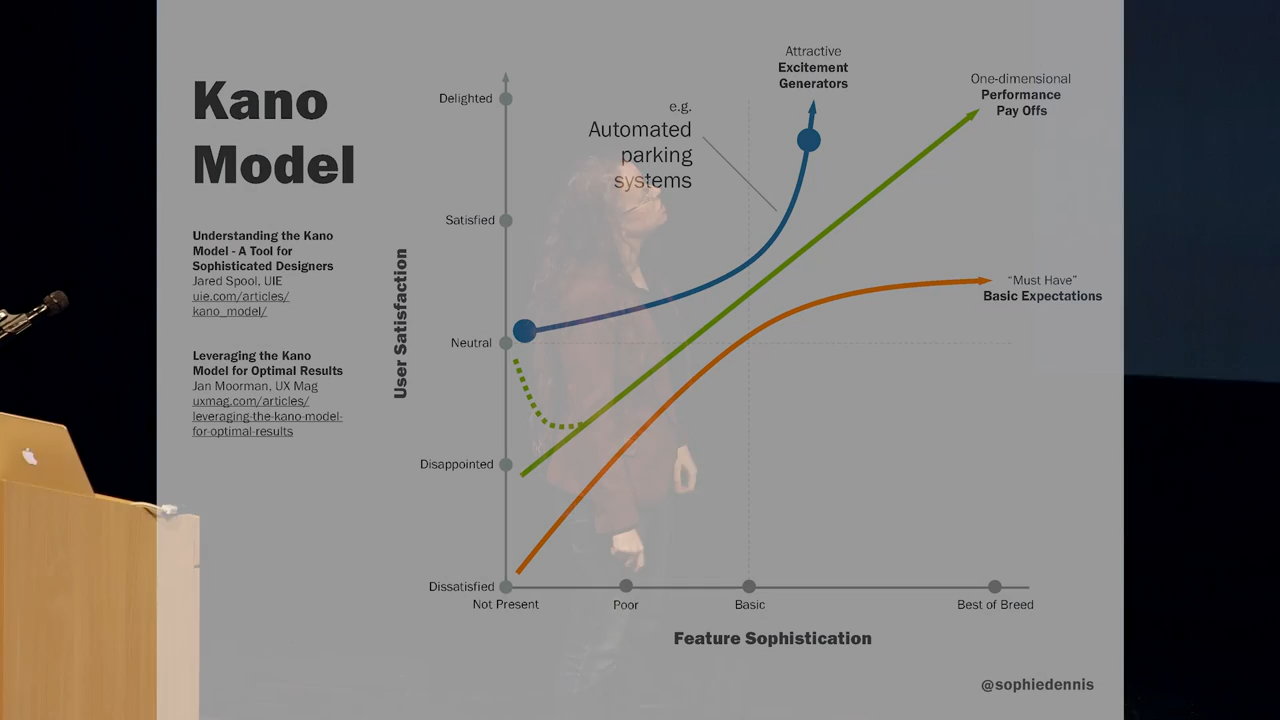 Kano
Model
Understanding the Kano
Model - A Tool for
Sophisticated Designers
Jared Spool, UIE
uie.com/articles/
kano_model/
Leveraging the Kano
Model for Optimal Results
Jan Moorman, UX Mag
uxmag.com/articles/
leveraging-the-kano-model-
for-optimal-results
User Satisfaction
Delighted
Satisfied
Neutral
Disappointed
Dissatisfied
e.g.
Automated
parking
systems
Attractive
Excitement
Generators
One-dimensional
Performance
Pay Offs
“Must Have”
Basic Expectations
Not Present
Poor
Basic
Best of Breed
Feature Sophistication
@sophiedennis